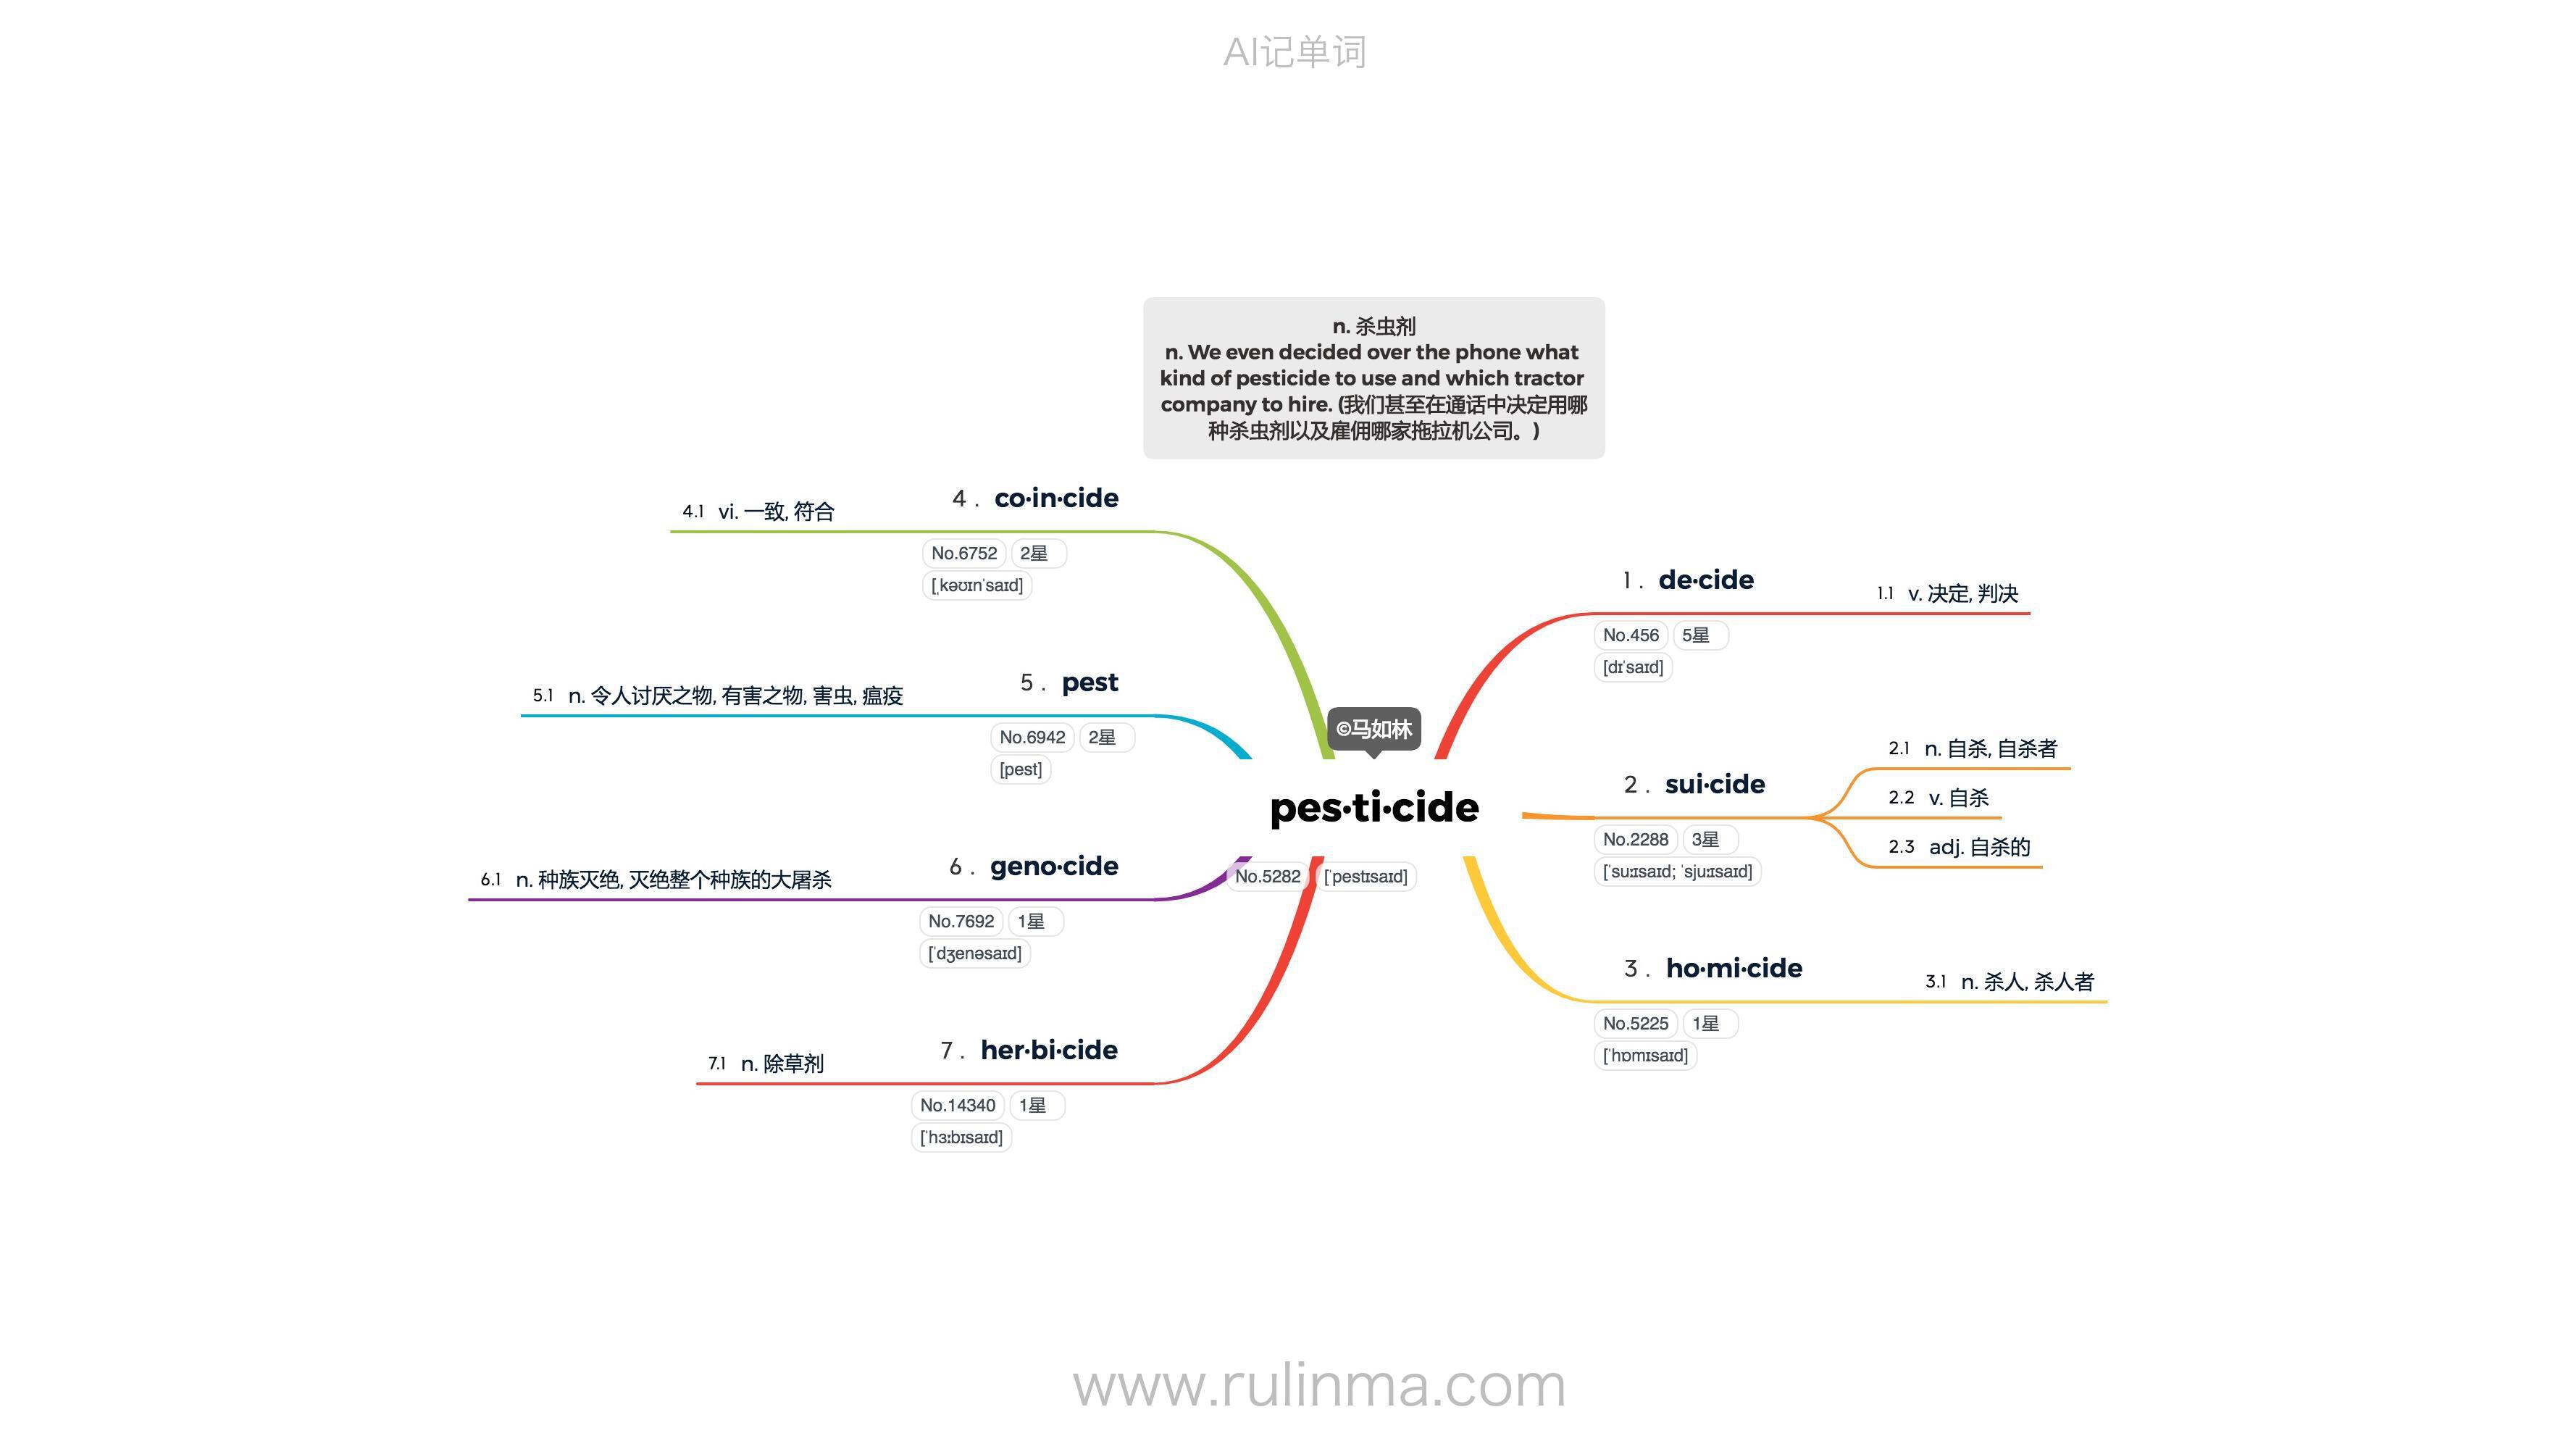 AI记单词
n. 杀虫剂
n. We even decided over the phone what
kind of pesticide to use and which tractor
company to hire. (我们甚至在通话中决定用哪
种杀虫剂以及雇佣哪家拖拉机公司。)
©马如林
pes·ti·cide
No.5282 [ˈpestɪsaɪd]
1 . de·cide
No.456 5星
[dɪˈsaɪd]
1.1 v. 决定, 判决
2 . sui·cide
No.2288 3星
[ˈsuːɪsaɪd; ˈsjuːɪsaɪd]
2.1 n. 自杀, 自杀者
2.2 v. 自杀
2.3 adj. 自杀的
3 . ho·mi·cide
No.5225 1星
[ˈhɒmɪsaɪd]
3.1 n. 杀人, 杀人者
4 . co·in·cide
No.6752 2星
[ˌkəʊɪnˈsaɪd]
4.1 vi. 一致, 符合
5 . pest
No.6942 2星
[pest]
5.1 n. 令人讨厌之物, 有害之物, 害虫, 瘟疫
6 . geno·cide
No.7692 1星
[ˈdʒenəsaɪd]
6.1 n. 种族灭绝, 灭绝整个种族的大屠杀
7 . her·bi·cide
No.14340 1星
[ˈhɜːbɪsaɪd]
7.1 n. 除草剂
www.rulinma.com